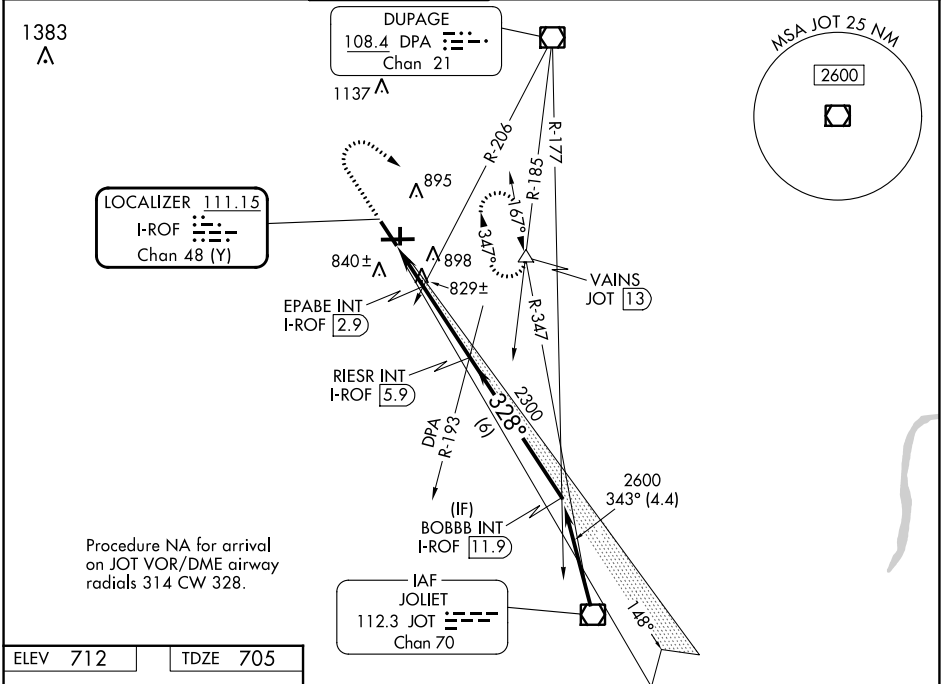 1383
DUPAGE
108.4 DPA
Chan 21
1137
MSA JOT 25 NM
2600
R-206
R-185
R-177
895
LOCALIZER 111.15
I-ROF
Chan 48 (Y)
167°
347°
840±
898
829±
VAINS
JOT 13
EPABE INT
I-ROF 2.9
R-347
RIESR INT
I-ROF 5.9
2300
328°
(6)
DPA
R-193
2600
343° (4.4)
(IF)
BOBBB INT
I-ROF 11.9
Procedure NA for arrival
on JOT VOR/DME airway
radials 314 CW 328.
IAF
JOLIET
112.3 JOT
Chan 70
148°
ELEV 712
TDZE 705